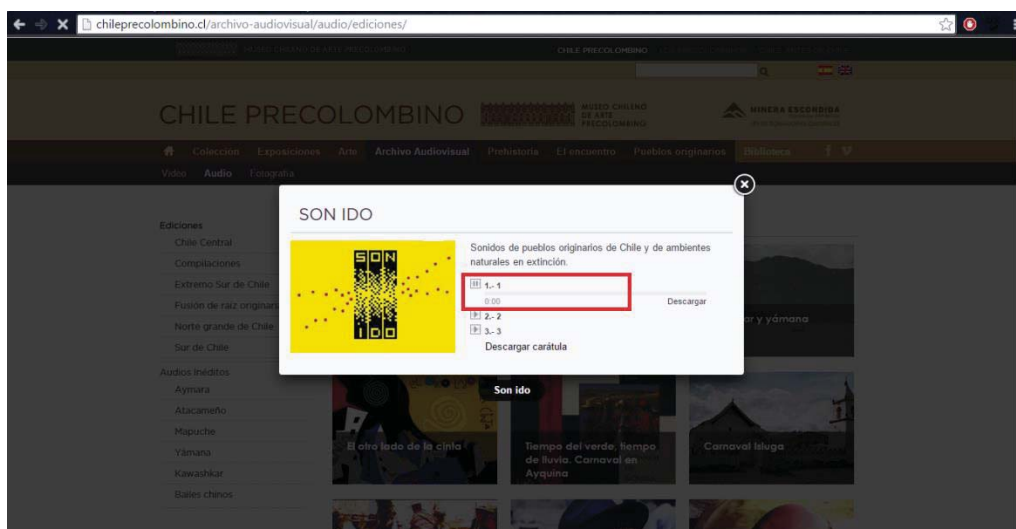 chileprecolombino.cl/archivo-audiovisual/audio/ediciones/
CHILE PRECOLOMBINO
CHILE PRECOLOMBINO
MUSEO CHILENO
DE ARTE
PRECOLOMBINO
MINERA ESCONDIDA
Colección Exposiciones Arte Archivo Audiovisual Prehistoria El encuentro Pueblos originarios Biblioteca
Video Audio Fotografía
Ediciones
Chile Central
Compilaciones
Extremo Sur de Chile
Fusión de raíz originaria
Norte grande de Chile
Sur de Chile
Audios Inéditos
Aymara
Atacameño
Mapuche
Yámana
Kawashkar
Bailes chinos
SON IDO
SON
IDO
Sonidos de pueblos originarios de Chile y de ambientes
naturales en extinción.
1.- 1
0:00 Descargar
2.- 2
3.- 3
Descargar carátula
Son ido
y yámana
El otro lado de la cinta
Tiempo del verde, tiempo
de lluvia. Carnaval en
Ayquina
Carnaval Isluga